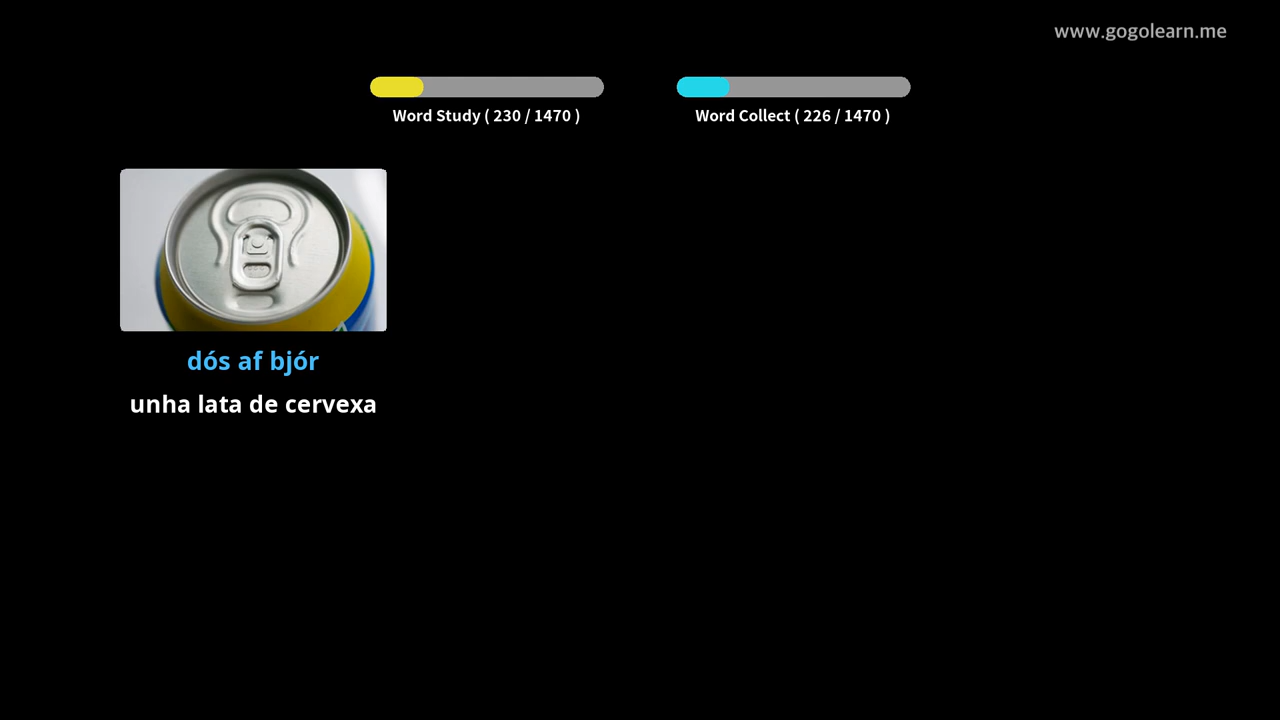 www.gogolearn.me
Word Study ( 230 / 1470 )
Word Collect ( 226 / 1470 )
dós af bjór
unha lata de cervexa